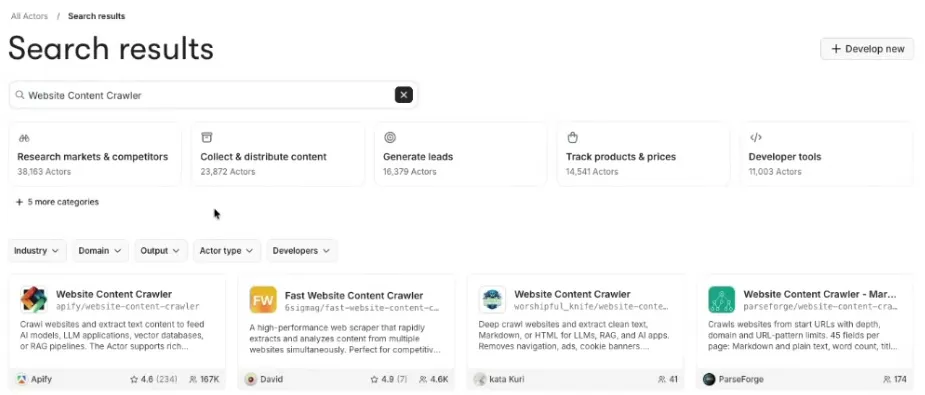 All Actors / Search results
Search results
+ Develop new
Website Content Crawler
Research markets & competitors
38,163 Actors
Collect & distribute content
23,872 Actors
Generate leads
16,379 Actors
Track products & prices
14,541 Actors
Developer tools
11,003 Actors
+ 5 more categories
Industry
Domain
Output
Actor type
Developers
Website Content Crawler
apify/website-content-crawler
Crawl websites and extract text content to feed
AI models, LLM applications, vector databases,
or RAG pipelines. The Actor supports rich...
Apify 4.6 (234) 167K
FW
Fast Website Content Crawler
6sigmag/fast-website-content-c...
A high-performance web scraper that rapidly
extracts and analyzes content from multiple
websites simultaneously. Perfect for competitiv...
David 4.9 (7) 4.6K
Website Content Crawler
worshipful_knife/website-conte...
Deep crawl websites and extract clean text,
Markdown, or HTML for LLMs, RAG, and AI apps.
Removes navigation, ads, cookie banners....
kata Kuri 41
Website Content Crawler - Mar...
parseforge/website-content-cra...
Crawls websites from start URLs with depth,
domain and URL-pattern limits. 45 fields per
page: Markdown and plain text, word count, titl...
ParseForge 174